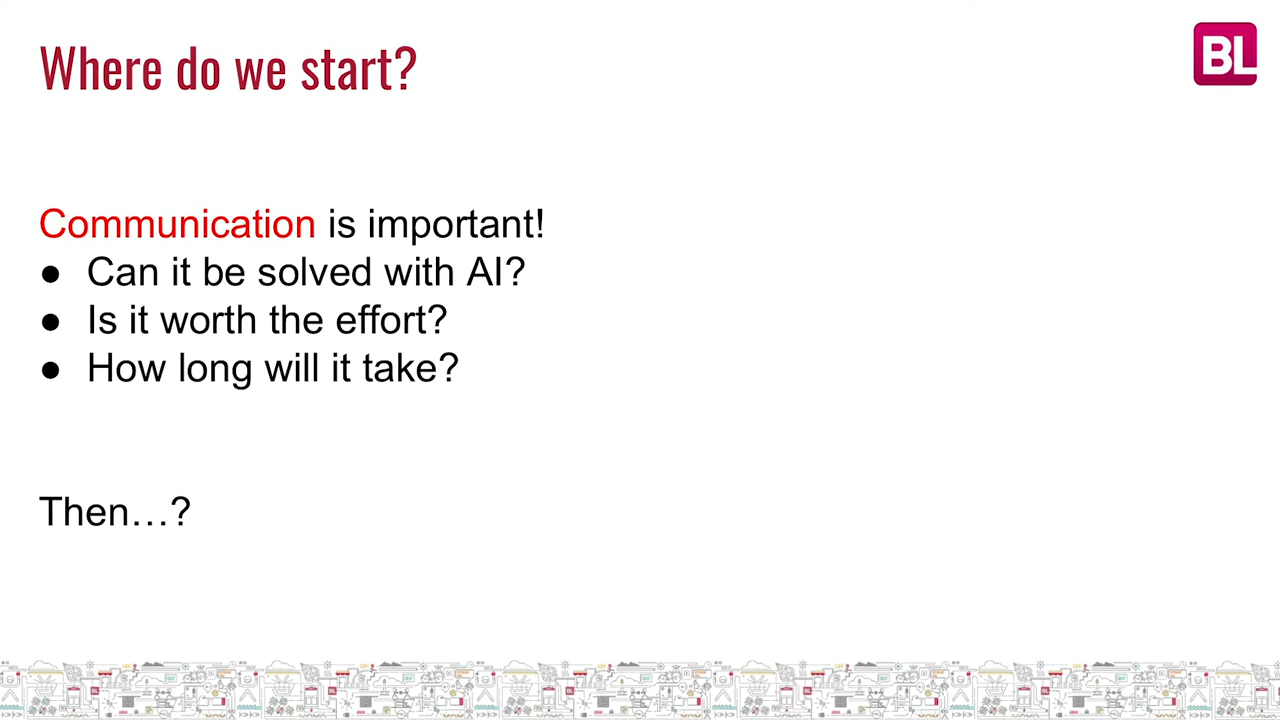 Where do we start?
BL
Communication is important!
● Can it be solved with AI?
● Is it worth the effort?
● How long will it take?
Then…?